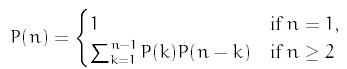 P(n) = { 1 if n = 1,
∑_{k=1}^{n−1} P(k)P(n − k) if n ≥ 2